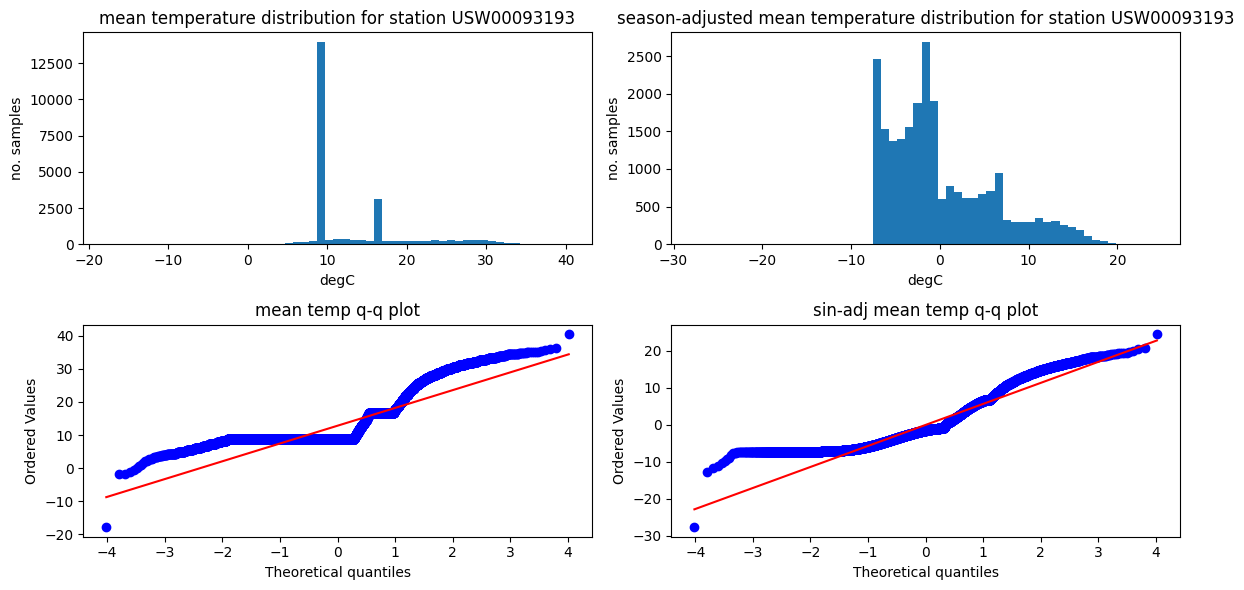 mean temperature distribution for station USW00093193
no. samples
12500
10000
7500
5000
2500
0
−20 −10 0 10 20 30 40
degC
season-adjusted mean temperature distribution for station USW00093193
no. samples
2500
2000
1500
1000
500
0
−30 −20 −10 0 10 20
degC
mean temp q-q plot
Ordered Values
40
30
20
10
0
−10
−20
−4 −3 −2 −1 0 1 2 3 4
Theoretical quantiles
sin-adj mean temp q-q plot
Ordered Values
20
10
0
−10
−20
−30
−4 −3 −2 −1 0 1 2 3 4
Theoretical quantiles